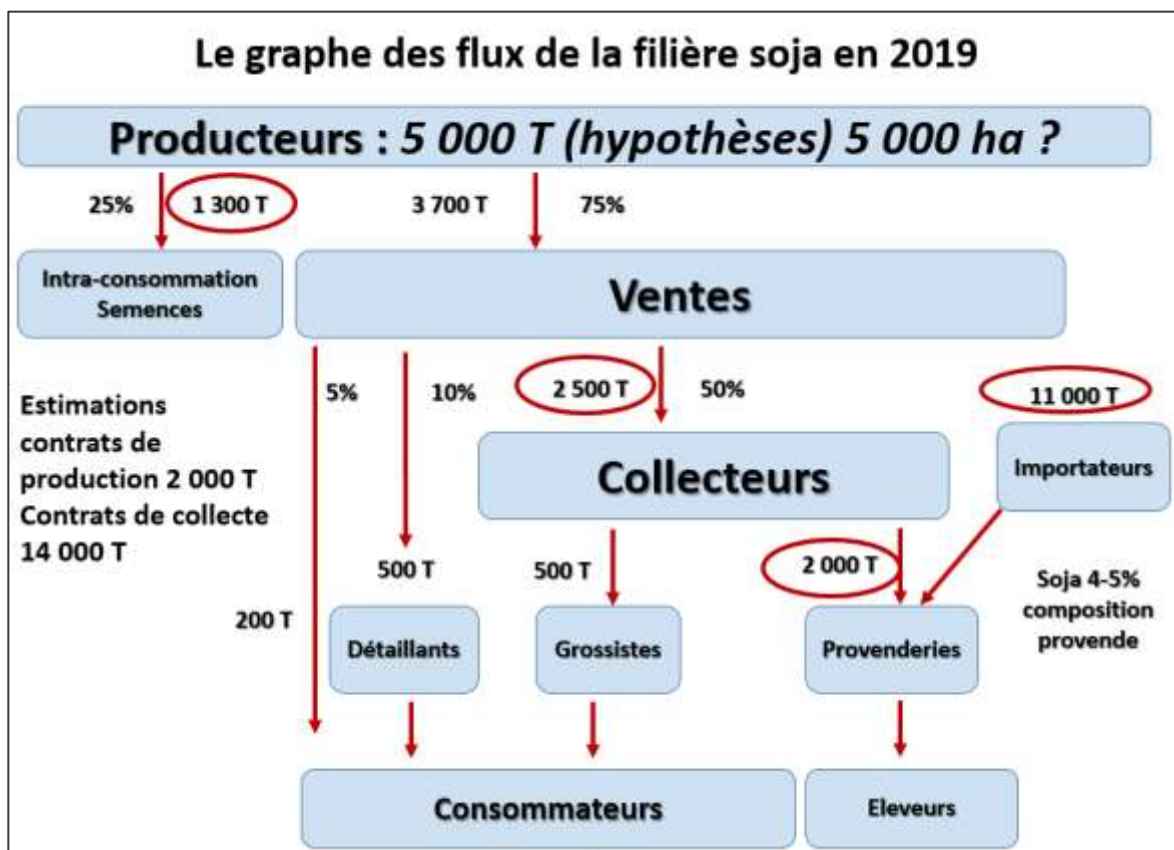 Le graphe des flux de la filière soja en 2019
Producteurs : 5 000 T (hypothèses) 5 000 ha ?
25%
1 300 T
3 700 T
75%
Intra-consommation
Semences
Ventes
5%
10%
2 500 T
50%
11 000 T
Estimations
contrats de
production 2 000 T
Contrats de collecte
14 000 T
Collecteurs
Importateurs
500 T
500 T
2 000 T
Soja 4-5%
composition
provende
200 T
Détaillants
Grossistes
Provenderies
Consommateurs
Eleveurs